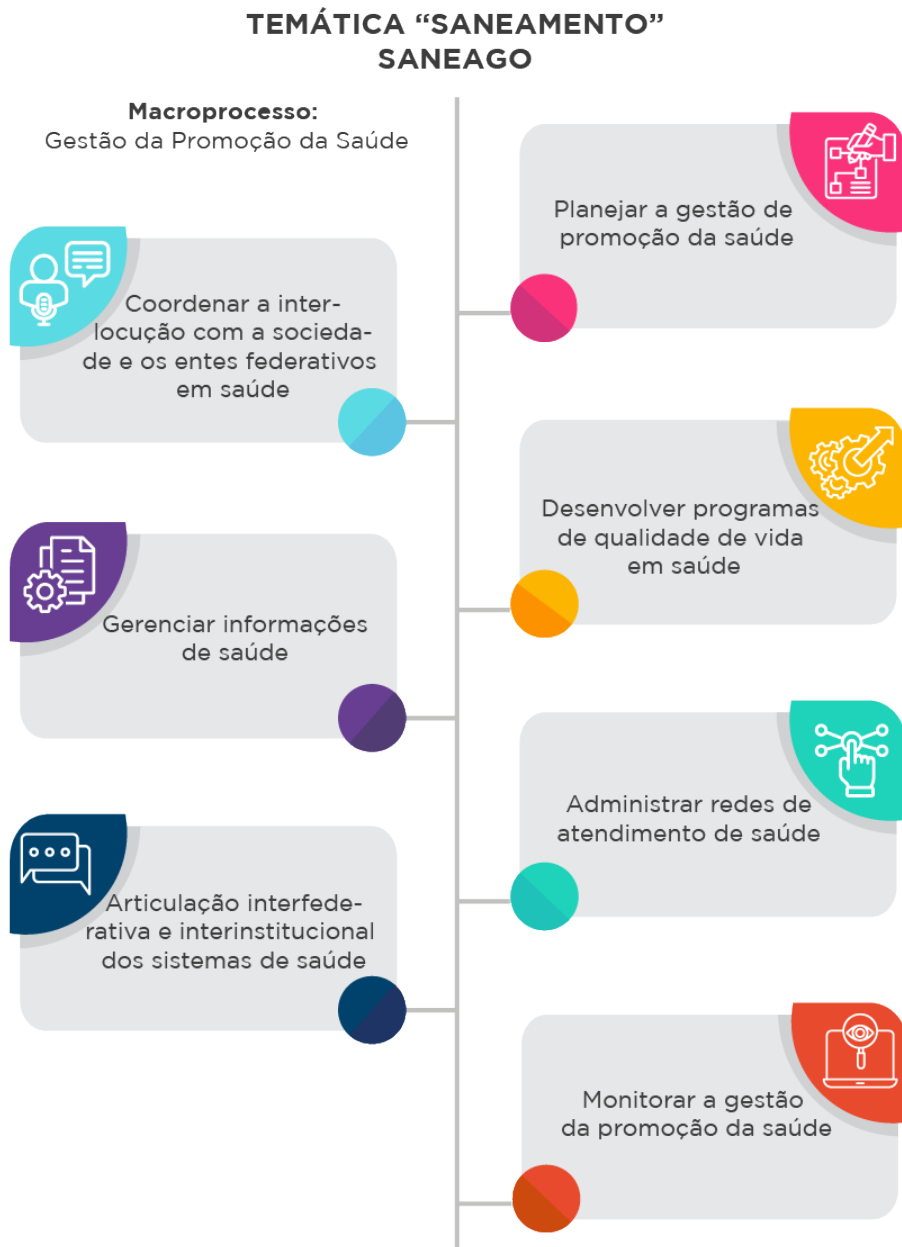 TEMÁTICA “SANEAMENTO”
SANEAGO
Macroprocesso:
Gestão da Promoção da Saúde
Planejar a gestão de
promoção da saúde
Coordenar a inter-
locução com a socieda-
de e os entes federativos
em saúde
Desenvolver programas
de qualidade de vida
em saúde
Gerenciar informações
de saúde
Administrar redes de
atendimento de saúde
Articulação interfede-
rativa e interinstitucional
dos sistemas de saúde
Monitorar a gestão
da promoção da saúde